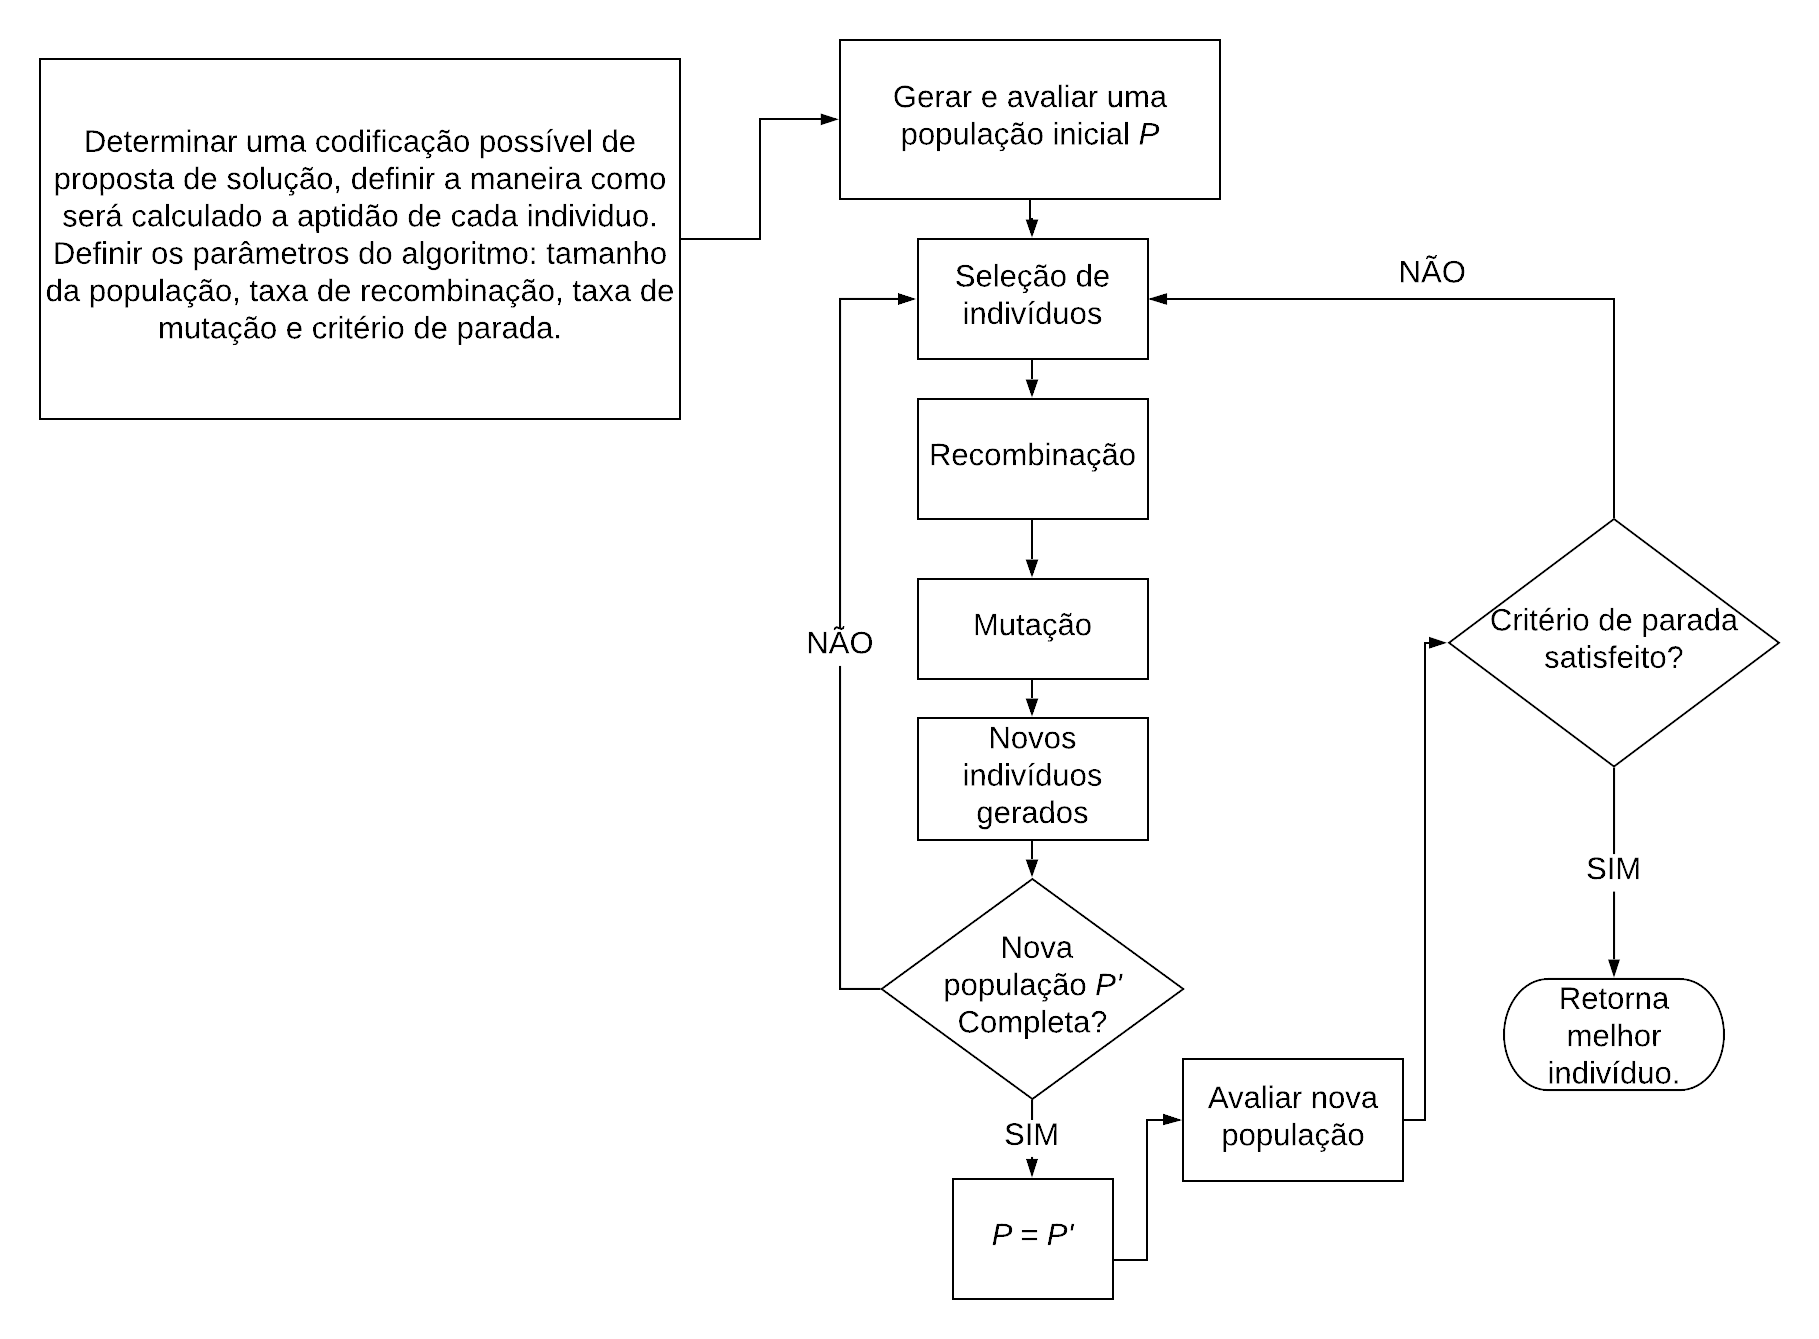 Determinar uma codificação possível de
proposta de solução, definir a maneira como
será calculado a aptidão de cada individuo.
Definir os parâmetros do algoritmo: tamanho
da população, taxa de recombinação, taxa de
mutação e critério de parada.
Gerar e avaliar uma
população inicial P
Seleção de
indivíduos
Recombinação
Mutação
Novos
indivíduos
gerados
Nova
população P'
Completa?
NÃO
SIM
P = P'
Avaliar nova
população
Critério de parada
satisfeito?
NÃO
SIM
Retorna
melhor
indivíduo.